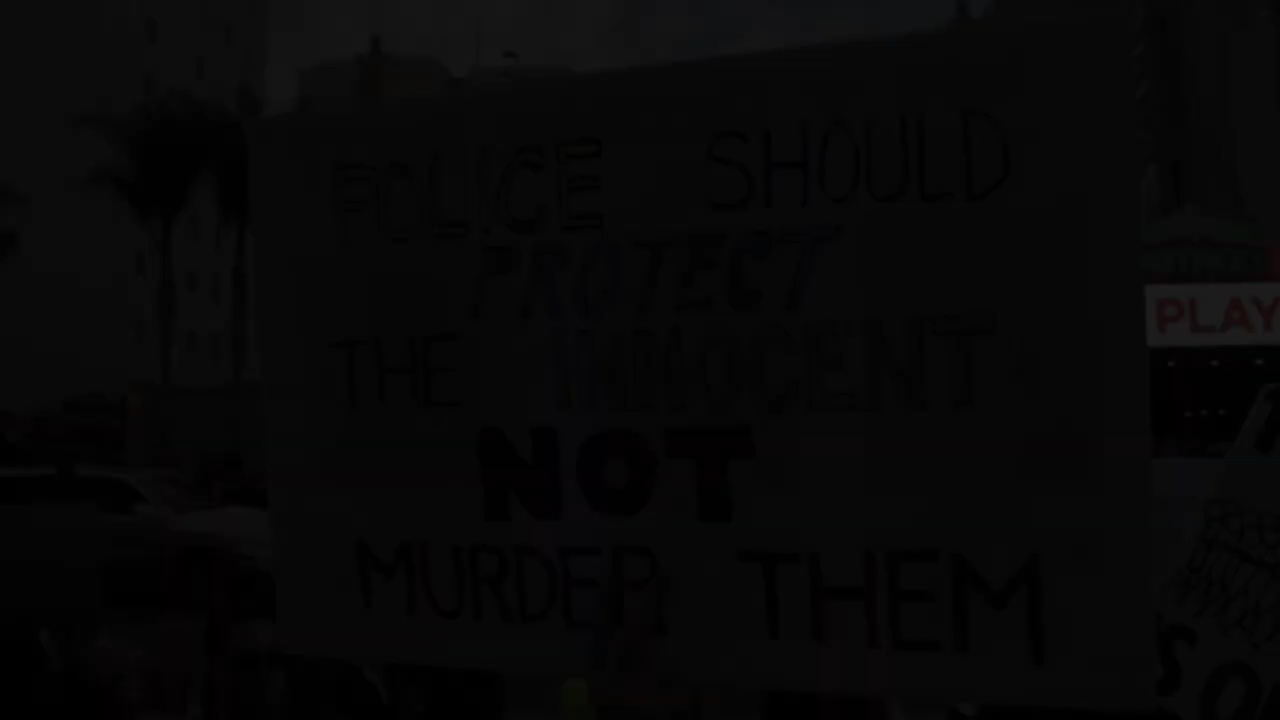 POLICE SHOULD
PROTECT
THE INNOCENT
NOT
MURDER THEM
PLAY